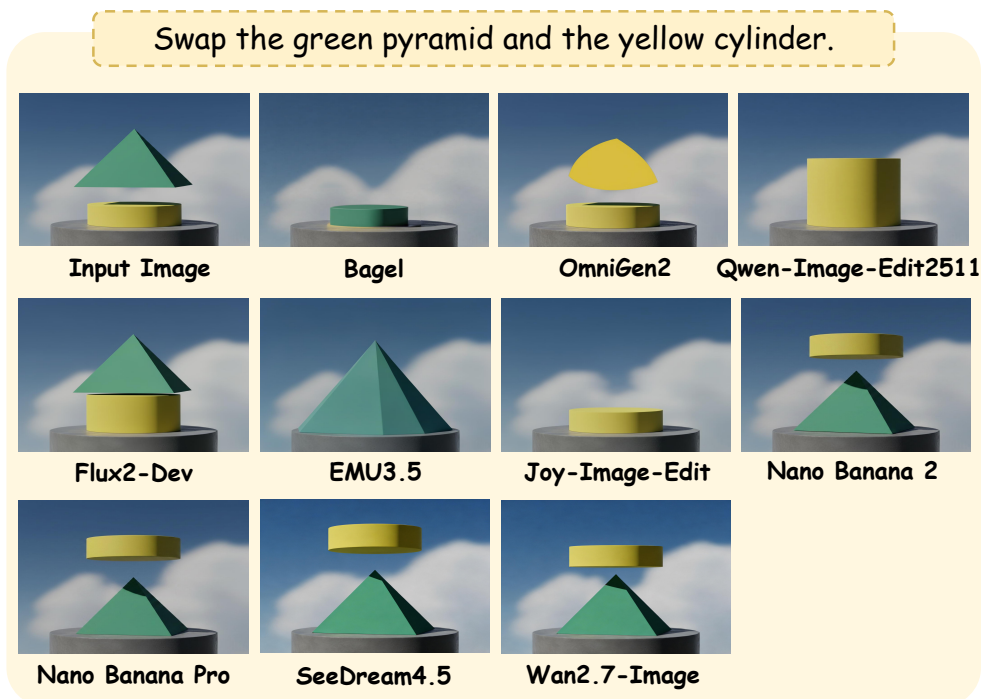 Swap the green pyramid and the yellow cylinder.
Input Image
Bagel
OmniGen2
Qwen-Image-Edit2511
Flux2-Dev
EMU3.5
Joy-Image-Edit
Nano Banana 2
Nano Banana Pro
SeeDream4.5
Wan2.7-Image